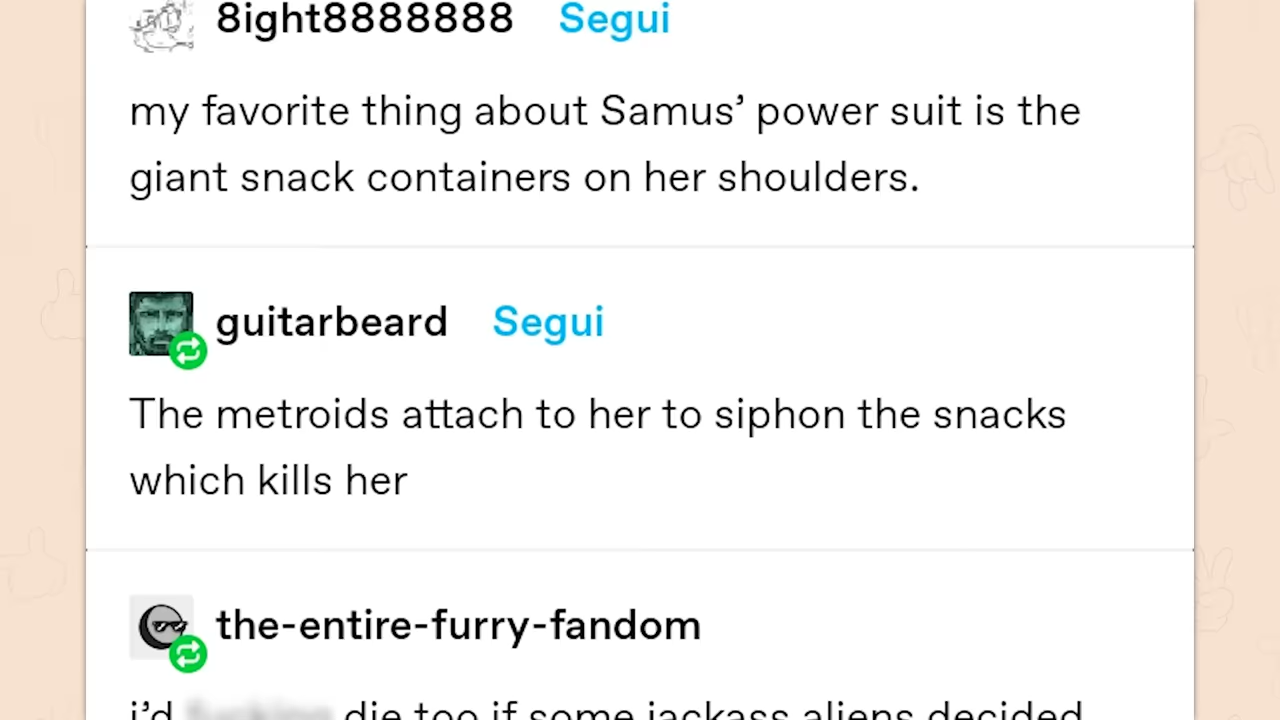 8ight8888888 Segui
my favorite thing about Samus’ power suit is the
giant snack containers on her shoulders.
guitarbeard Segui
The metroids attach to her to siphon the snacks
which kills her
the-entire-furry-fandom
i’d die too if some jackass aliens decided